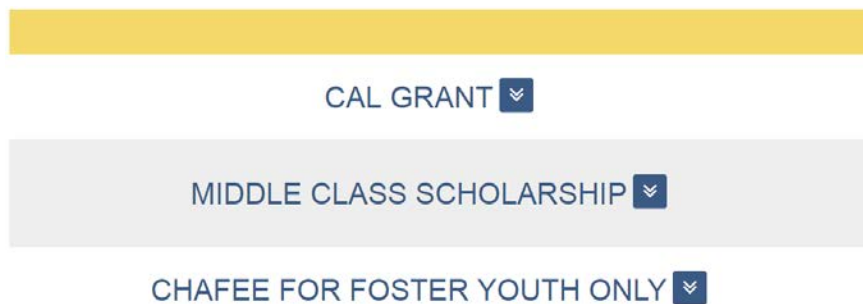 CAL GRANT
MIDDLE CLASS SCHOLARSHIP
CHAFEE FOR FOSTER YOUTH ONLY